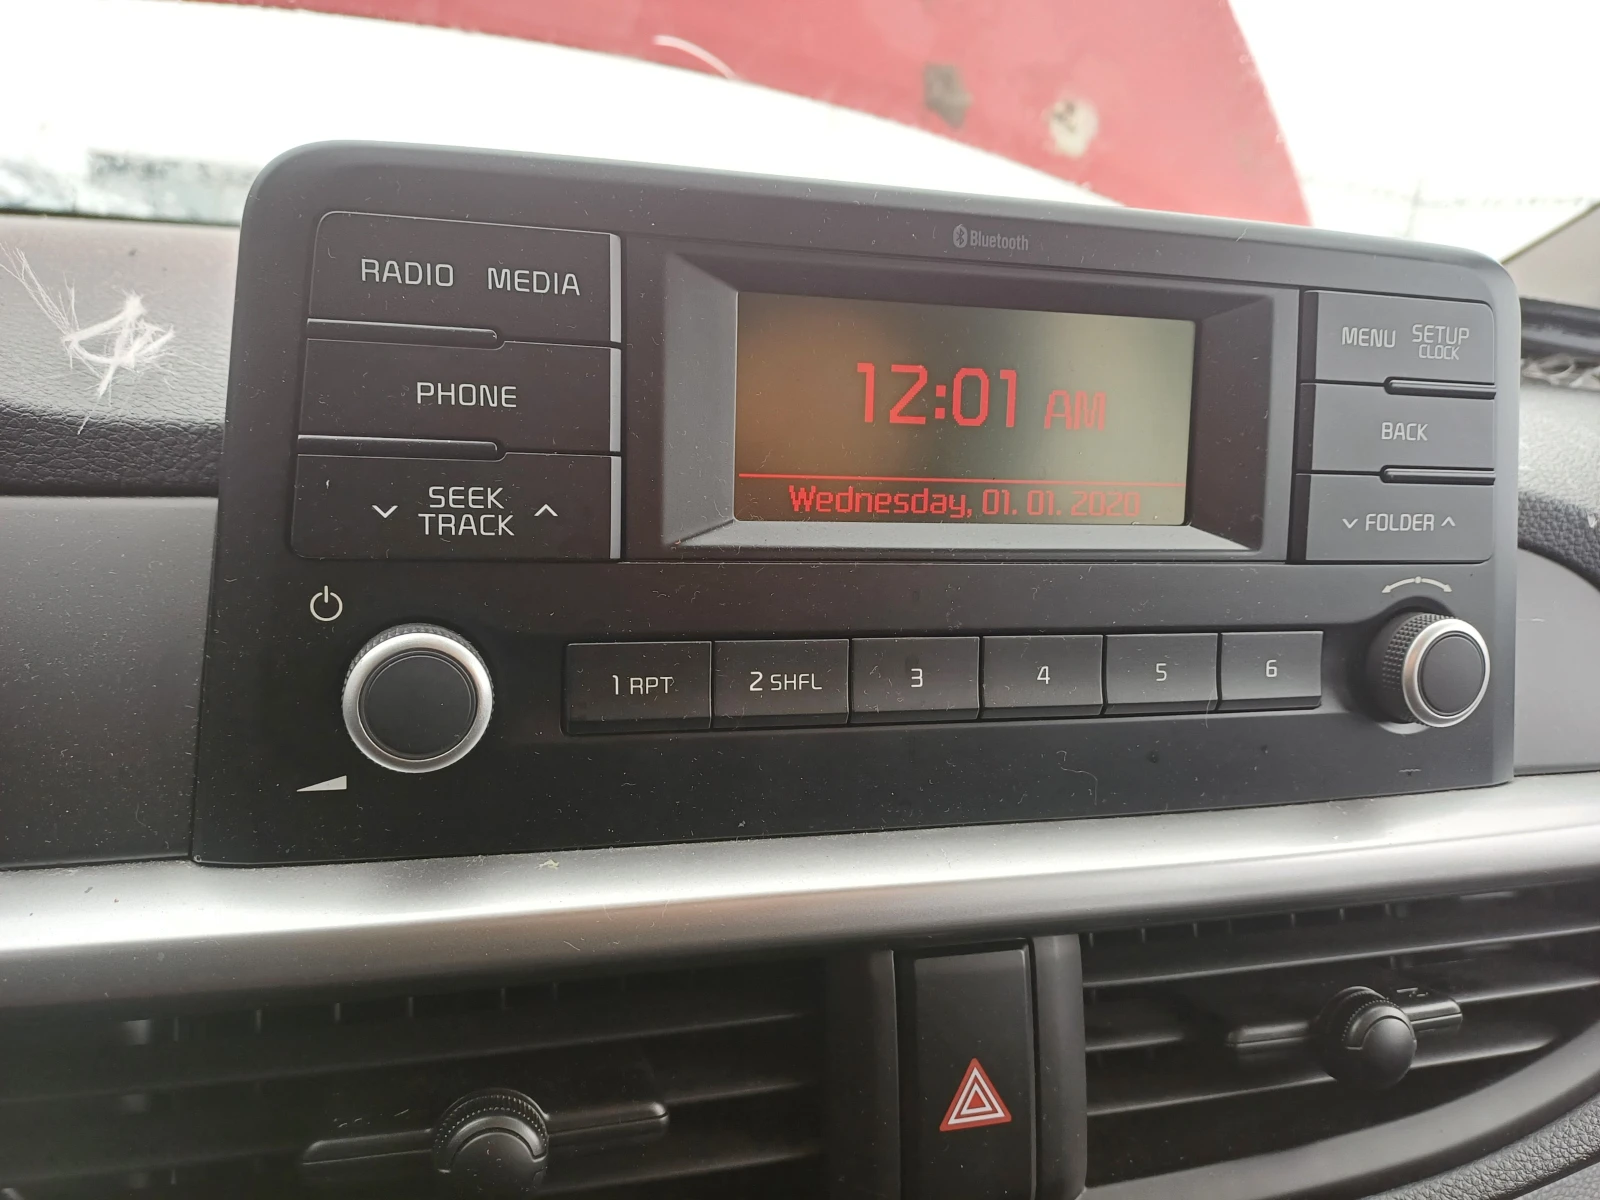 Bluetooth
RADIO MEDIA
PHONE
SEEK
TRACK
12:01 AM
Wednesday, 01. 01. 2020
MENU SETUP
CLOCK
BACK
FOLDER
1 RPT
2 SHFL
3
4
5
6